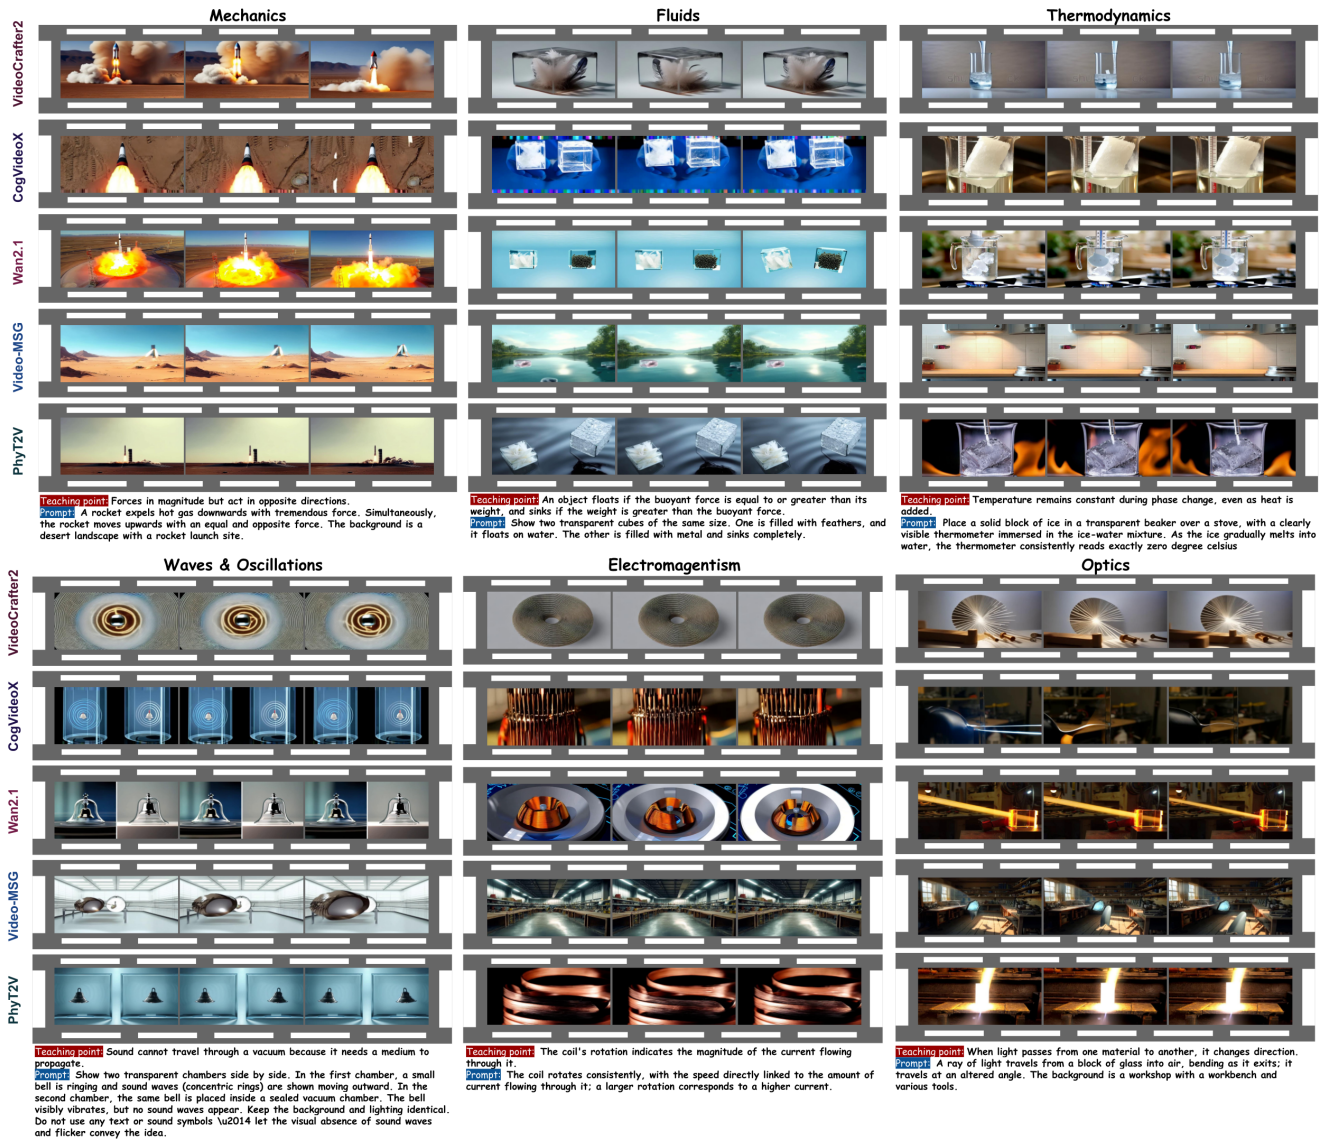 Mechanics
Fluids
Thermodynamics
VideoCrafter2
CogVideoX
Wan2.1
Video-MSG
PhyT2V
Teaching point: Forces in magnitude but act in opposite directions.
Prompt: A rocket expels hot gas downwards with tremendous force. Simultaneously,
the rocket moves upwards with an equal and opposite force. The background is a
desert landscape with a rocket launch site.
Teaching point: An object floats if the buoyant force is equal to or greater than its
weight, and sinks if the weight is greater than the buoyant force.
Prompt: Show two transparent cubes of the same size. One is filled with feathers, and
it floats on water. The other is filled with metal and sinks completely.
Teaching point: Temperature remains constant during phase change, even as heat is
added.
Prompt: Place a solid block of ice in a transparent beaker over a stove, with a clearly
visible thermometer immersed in the ice-water mixture. As the ice gradually melts into
water, the thermometer consistently reads exactly zero degree celsius
Waves & Oscillations
Electromagentism
Optics
VideoCrafter2
CogVideoX
Wan2.1
Video-MSG
PhyT2V
Teaching point: Sound cannot travel through a vacuum because it needs a medium to
propagate.
Prompt: Show two transparent chambers side by side. In the first chamber, a small
bell is ringing and sound waves (concentric rings) are shown moving outward. In the
second chamber, the same bell is placed inside a sealed vacuum chamber. The bell
visibly vibrates, but no sound waves appear. Keep the background and lighting identical.
Do not use any text or sound symbols \u2014 let the visual absence of sound waves
and flicker convey the idea.
Teaching point: The coil's rotation indicates the magnitude of the current flowing
through it.
Prompt: The coil rotates consistently, with the speed directly linked to the amount of
current flowing through it; a larger rotation corresponds to a higher current.
Teaching point: When light passes from one material to another, it changes direction.
Prompt: A ray of light travels from a block of glass into air, bending as it exits; it
travels at an altered angle. The background is a workshop with a workbench and
various tools.